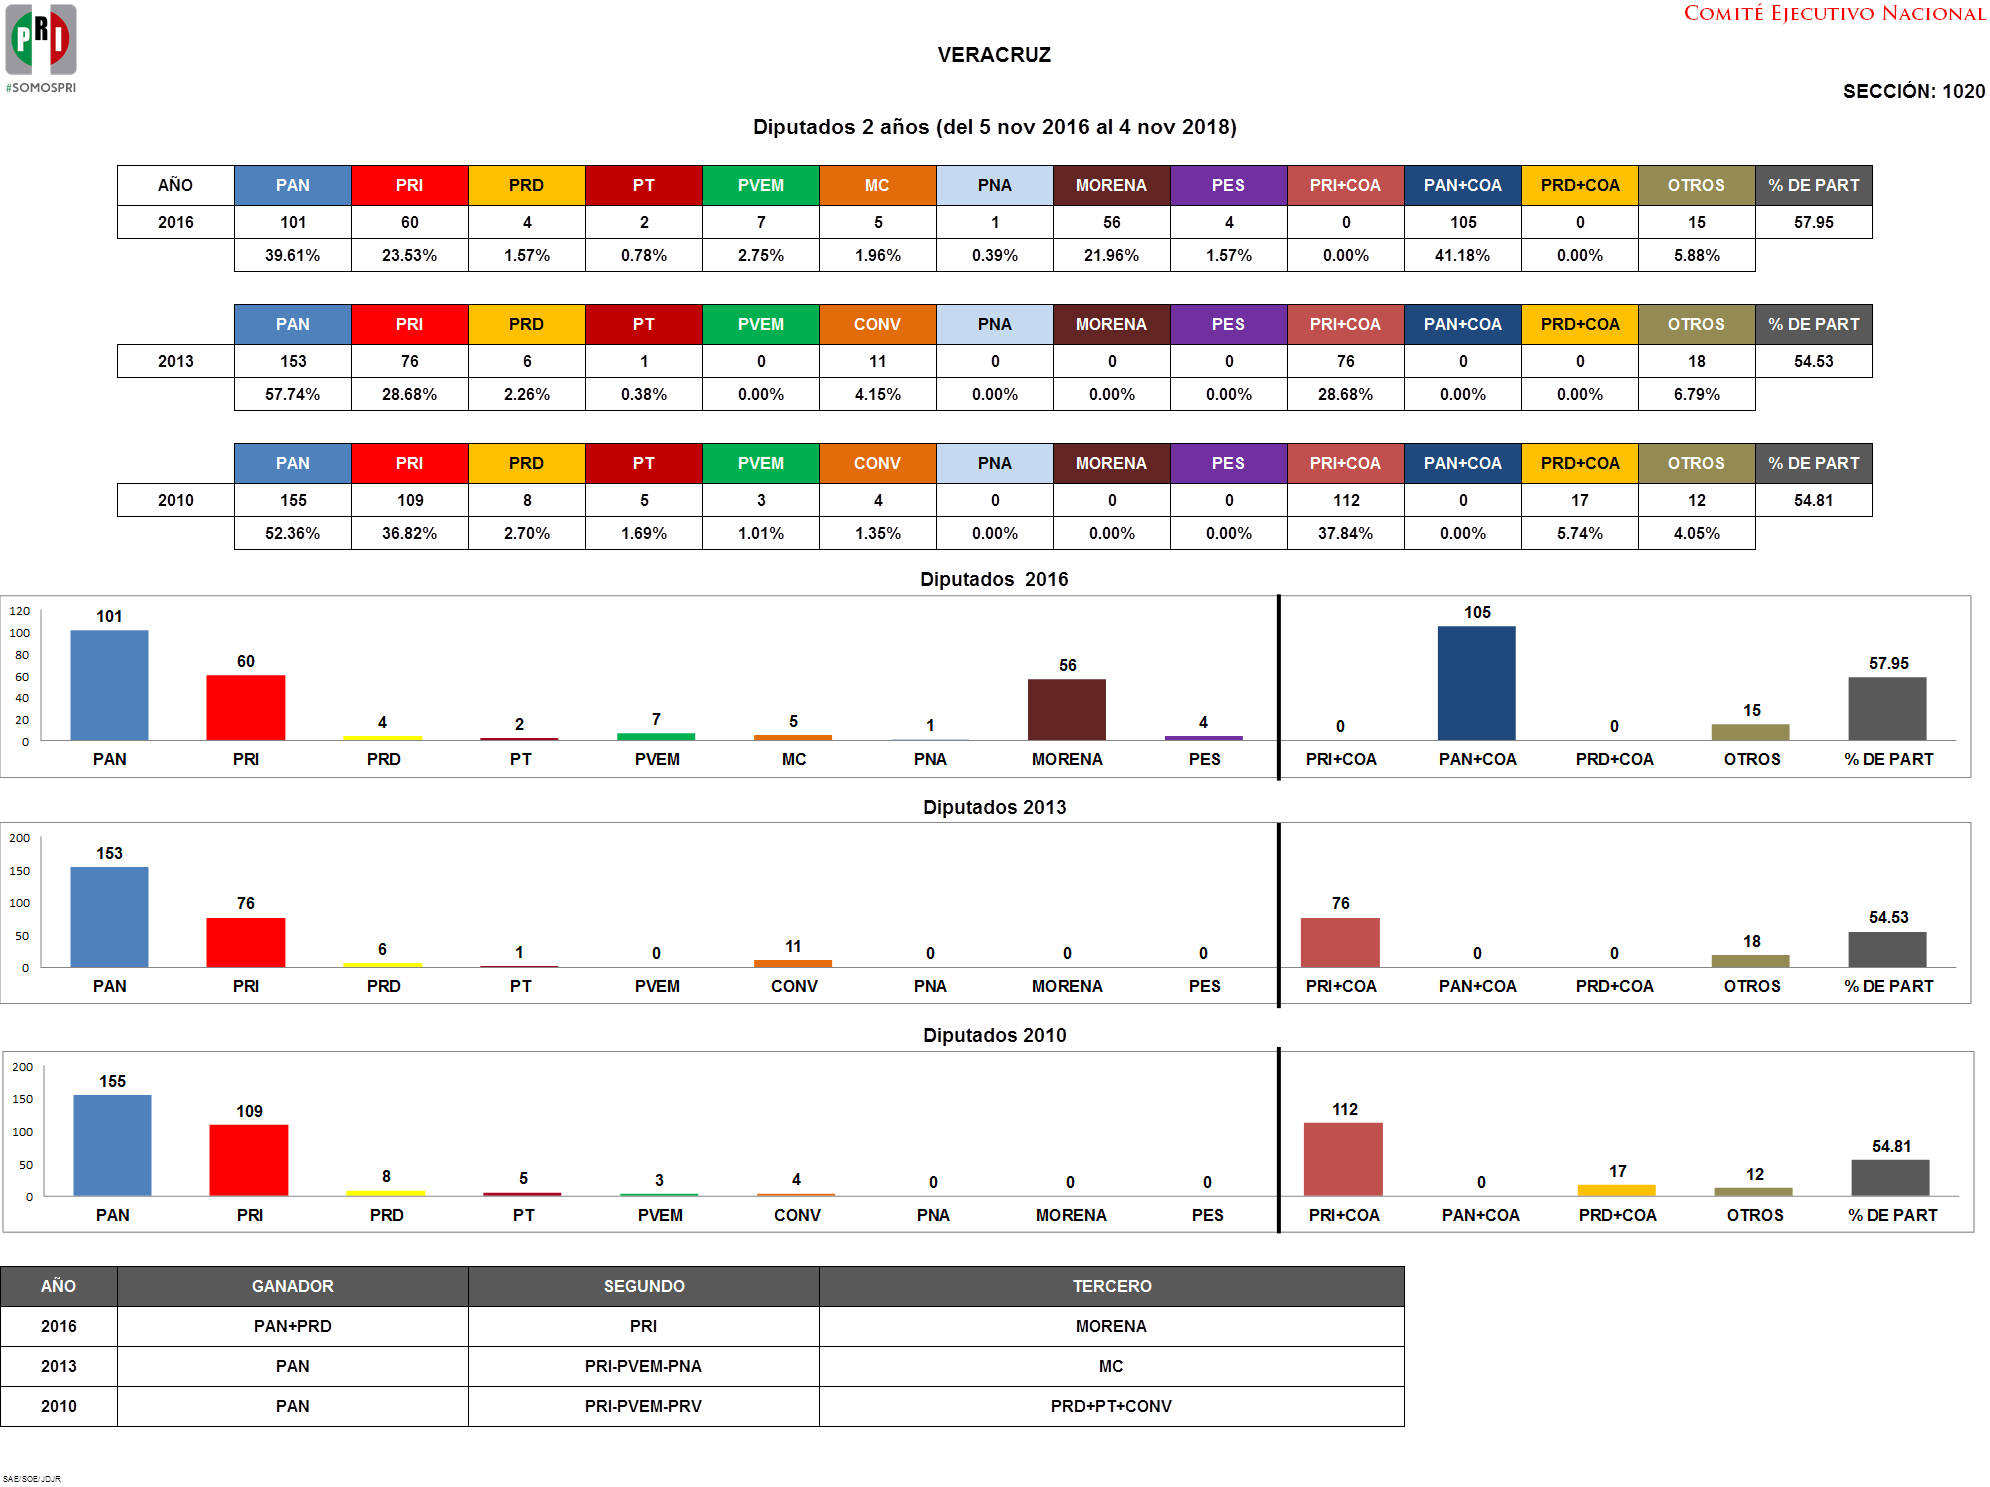 PRI
#SOMOSPRI
COMITÉ EJECUTIVO NACIONAL
VERACRUZ
SECCIÓN: 1020
Diputados 2 años (del 5 nov 2016 al 4 nov 2018)
AÑO PAN PRI PRD PT PVEM MC PNA MORENA PES PRI+COA PAN+COA PRD+COA OTROS % DE PART
2016 101 60 4 2 7 5 1 56 4 0 105 0 15 57.95
39.61% 23.53% 1.57% 0.78% 2.75% 1.96% 0.39% 21.96% 1.57% 0.00% 41.18% 0.00% 5.88%
PAN PRI PRD PT PVEM CONV PNA MORENA PES PRI+COA PAN+COA PRD+COA OTROS % DE PART
2013 153 76 6 1 0 11 0 0 0 76 0 0 18 54.53
57.74% 28.68% 2.26% 0.38% 0.00% 4.15% 0.00% 0.00% 0.00% 28.68% 0.00% 0.00% 6.79%
PAN PRI PRD PT PVEM CONV PNA MORENA PES PRI+COA PAN+COA PRD+COA OTROS % DE PART
2010 155 109 8 5 3 4 0 0 0 112 0 17 12 54.81
52.36% 36.82% 2.70% 1.69% 1.01% 1.35% 0.00% 0.00% 0.00% 37.84% 0.00% 5.74% 4.05%
Diputados 2016
120
100
80
60
40
20
0
101 60 4 2 7 5 1 56 4 0 105 0 15 57.95
PAN PRI PRD PT PVEM MC PNA MORENA PES PRI+COA PAN+COA PRD+COA OTROS % DE PART
Diputados 2013
200
150
100
50
0
153 76 6 1 0 11 0 0 0 76 0 0 18 54.53
PAN PRI PRD PT PVEM CONV PNA MORENA PES PRI+COA PAN+COA PRD+COA OTROS % DE PART
Diputados 2010
200
150
100
50
0
155 109 8 5 3 4 0 0 0 112 0 17 12 54.81
PAN PRI PRD PT PVEM CONV PNA MORENA PES PRI+COA PAN+COA PRD+COA OTROS % DE PART
AÑO GANADOR SEGUNDO TERCERO
2016 PAN+PRD PRI MORENA
2013 PAN PRI-PVEM-PNA MC
2010 PAN PRI-PVEM-PRV PRD+PT+CONV
SAE/SOE/JDJR